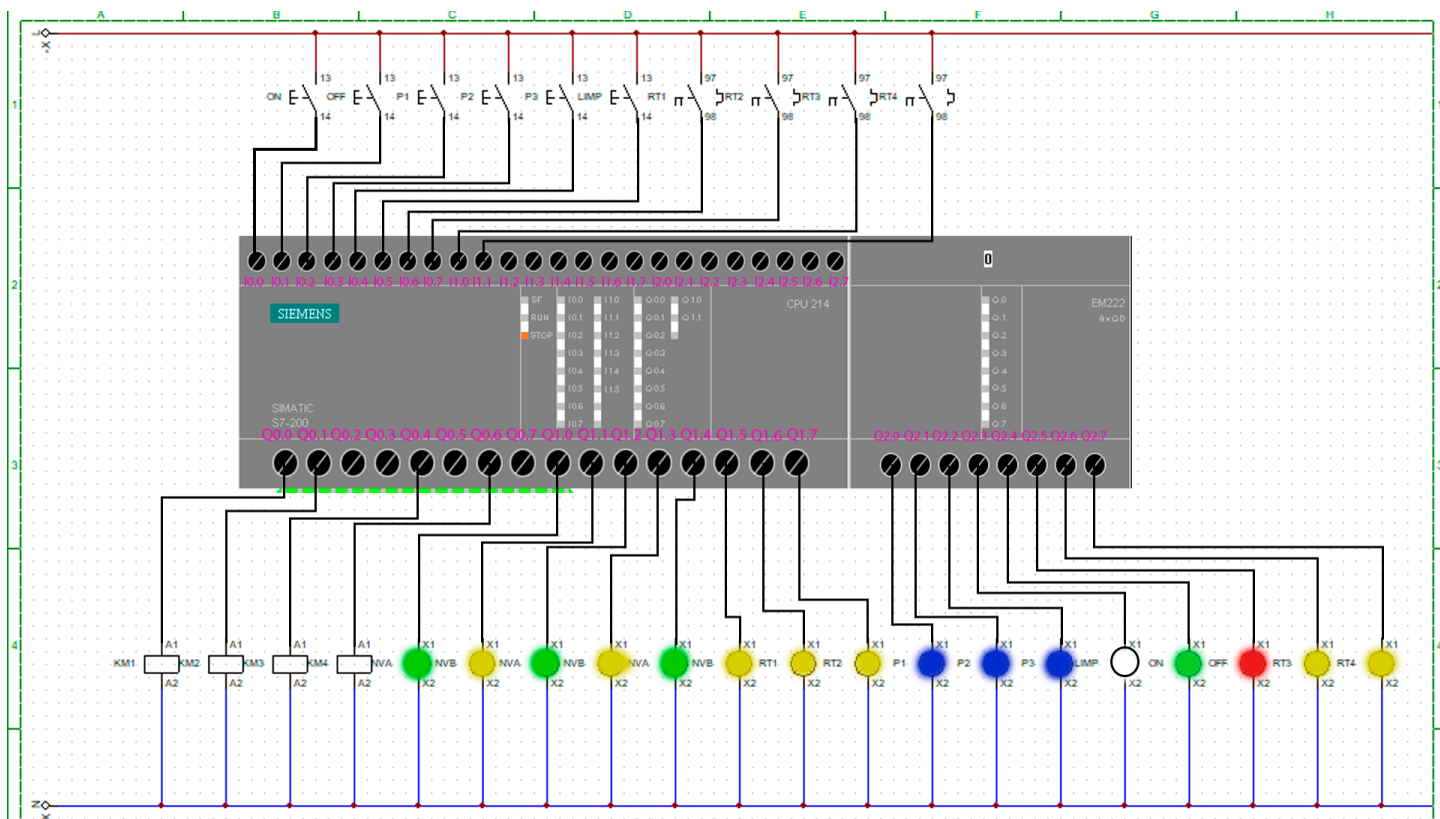 A B C D E F G H
L
13 13 13 13 13 13 97 97 97 97
ON OFF P1 P2 P3 LIMP RT1 RT2 RT3 RT4
14 14 14 14 14 14 98 98 98 98
1
0
I0.0 I0.1 I0.2 I0.3 I0.4 I0.5 I0.6 I0.7 I1.0 I1.1 I1.2 I1.3 I1.4 I1.5 I1.6 I1.7 I2.0 I2.1 I2.2 I2.3 I2.4 I2.5 I2.6 I2.7
2 2
SIEMENS
SF I0.0 I1.0 Q0.0 Q1.0
RUN I0.1 I1.1 Q0.1 Q1.1
STOP I0.2 I1.2 Q0.2
I0.3 I1.3 Q0.3
I0.4 I1.4 Q0.4
I0.5 I1.5 Q0.5
I0.6 Q0.6
I0.7 Q0.7
CPU 214
Q.0
Q.1
Q.2
Q.3
Q.4
Q.5
Q.6
Q.7
EM222
8xQD
SIMATIC
S7-200
Q0.0 Q0.1 Q0.2 Q0.3 Q0.4 Q0.5 Q0.6 Q0.7 Q1.0 Q1.1 Q1.2 Q1.3 Q1.4 Q1.5 Q1.6 Q1.7 Q2.0 Q2.1 Q2.2 Q2.3 Q2.4 Q2.5 Q2.6 Q2.7
3 3
4
A1 A1 A1 A1 X1 X1 X1 X1 X1 X1 X1 X1 X1 X1 X1 X1 X1 X1 X1 X1
KM1 KM2 KM3 KM4 NVA NVB NVA NVB NVA NVB RT1 RT2 P1 P2 P3 LIMP ON OFF RT3 RT4
A2 A2 A2 A2 X2 X2 X2 X2 X2 X2 X2 X2 X2 X2 X2 X2 X2 X2 X2 X2
N